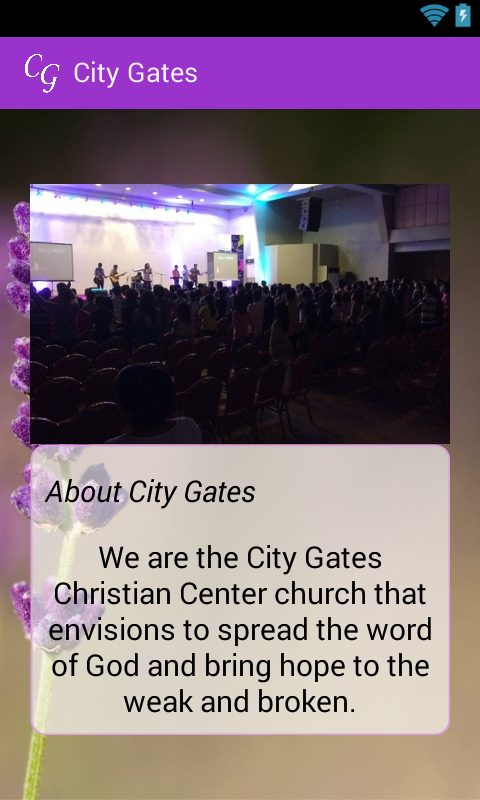 CG City Gates
About City Gates
We are the City Gates
Christian Center church that
envisions to spread the word
of God and bring hope to the
weak and broken.